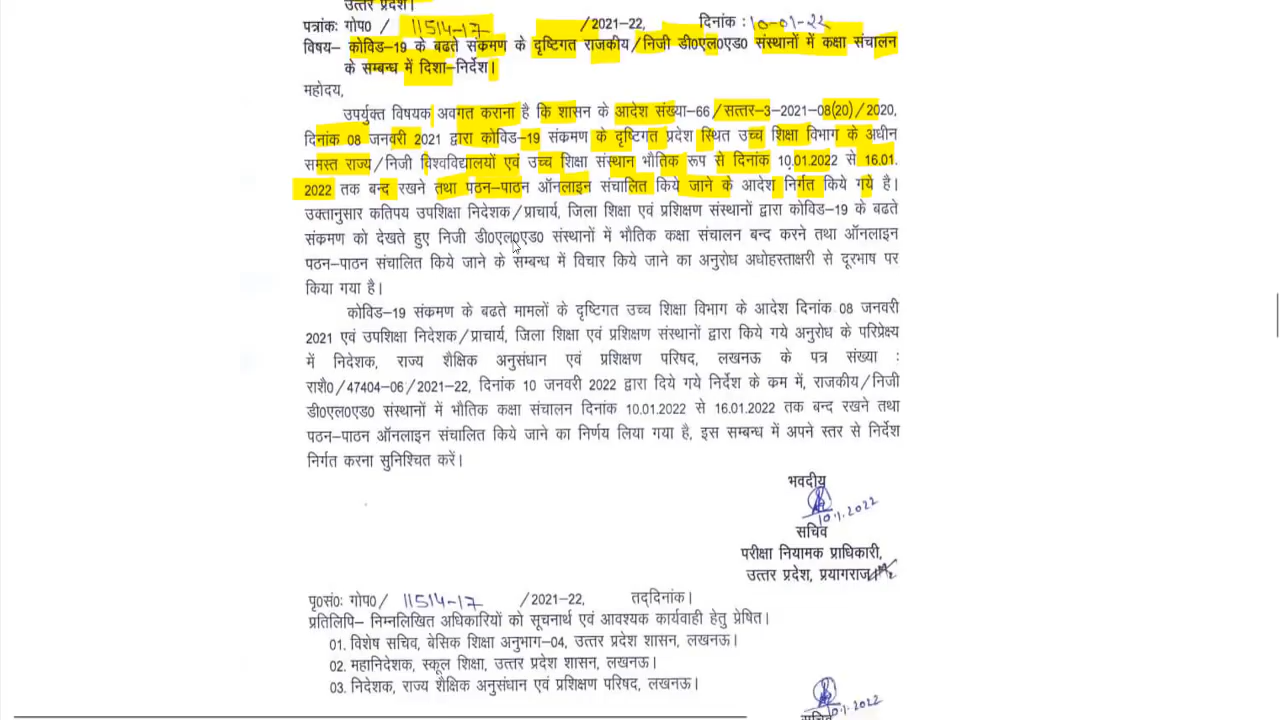 उत्तर प्रदेश।
पत्रांकः गोप0 / 11514-17 /2021-22, दिनांक : 10-01-22
विषय– कोविड-19 के बढते संक्रमण के दृष्टिगत राजकीय/निजी डी0एल0एड0 संस्थानों में कक्षा संचालन
के सम्बन्ध में दिशा-निर्देश।
महोदय,
उपर्युक्त विषयक अवगत कराना है कि शासन के आदेश संख्या-66/सत्तर-3-2021-08(20)/2020,
दिनांक 08 जनवरी 2021 द्वारा कोविड-19 संक्रमण के दृष्टिगत प्रदेश स्थित उच्च शिक्षा विभाग के अधीन
समस्त राज्य/निजी विश्वविद्यालयों एवं उच्च शिक्षा संस्थान भौतिक रूप से दिनांक 10.01.2022 से 16.01.
2022 तक बन्द रखने तथा पठन-पाठन ऑनलाइन संचालित किये जाने के आदेश निर्गत किये गये है।
उक्तानुसार कतिपय उपशिक्षा निदेशक/प्राचार्य, जिला शिक्षा एवं प्रशिक्षण संस्थानों द्वारा कोविड-19 के बढते
संक्रमण को देखते हुए निजी डी0एल0एड0 संस्थानों में भौतिक कक्षा संचालन बन्द करने तथा ऑनलाइन
पठन-पाठन संचालित किये जाने के सम्बन्ध में विचार किये जाने का अनुरोध अधोहस्ताक्षरी से दूरभाष पर
किया गया है।
कोविड-19 संक्रमण के बढते मामलों के दृष्टिगत उच्च शिक्षा विभाग के आदेश दिनांक 08 जनवरी
2021 एवं उपशिक्षा निदेशक/प्राचार्य, जिला शिक्षा एवं प्रशिक्षण संस्थानों द्वारा किये गये अनुरोध के परिप्रेक्ष्य
में निदेशक, राज्य शैक्षिक अनुसंधान एवं प्रशिक्षण परिषद, लखनऊ के पत्र संख्या :
राशै0/47404-06/2021-22, दिनांक 10 जनवरी 2022 द्वारा दिये गये निर्देश के क्रम में, राजकीय/निजी
डी0एल0एड0 संस्थानों में भौतिक कक्षा संचालन दिनांक 10.01.2022 से 16.01.2022 तक बन्द रखने तथा
पठन-पाठन ऑनलाइन संचालित किये जाने का निर्णय लिया गया है, इस सम्बन्ध में अपने स्तर से निर्देश
निर्गत करना सुनिश्चित करें।
भवदीय
10.1.2022
सचिव
परीक्षा नियामक प्राधिकारी,
उत्तर प्रदेश, प्रयागराज
पृ0सं0: गोप0/ 11514-17 /2021-22, तद्दिनांक।
प्रतिलिपि– निम्नलिखित अधिकारियों को सूचनार्थ एवं आवश्यक कार्यवाही हेतु प्रेषित।
01. विशेष सचिव, बेसिक शिक्षा अनुभाग-04, उत्तर प्रदेश शासन, लखनऊ।
02. महानिदेशक, स्कूल शिक्षा, उत्तर प्रदेश शासन, लखनऊ।
03. निदेशक, राज्य शैक्षिक अनुसंधान एवं प्रशिक्षण परिषद, लखनऊ।
10.1.2022
सचिव